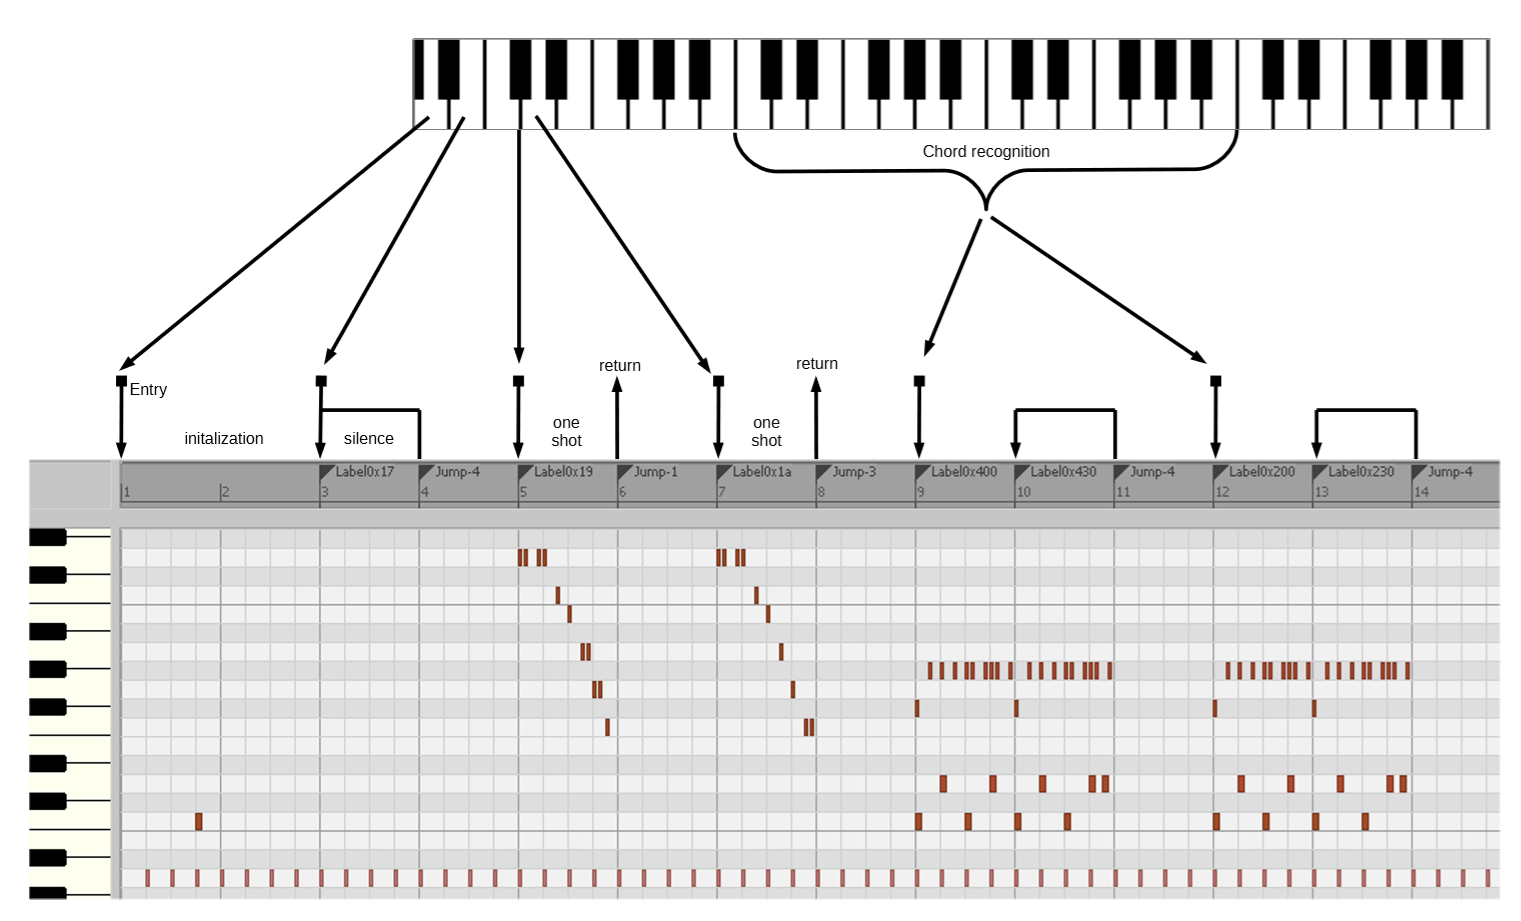 Chord recognition
return
return
Entry
one
shot
one
shot
initalization
silence
Label0x17
Jump-4
Label0x19
Jump-1
Label0x1a
Jump-3
Label0x400
Label0x430
Jump-4
Label0x200
Label0x230
Jump-4
1 2 3 4 5 6 7 8 9 10 11 12 13 14